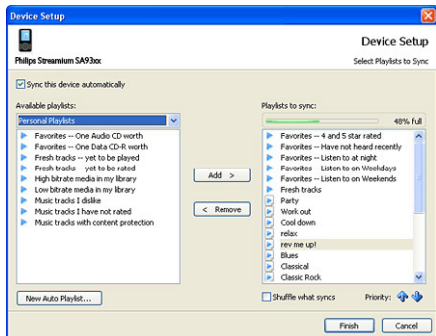 Device Setup
Device Setup
Philips Streamium SA93xx
Select Playlists to Sync
Sync this device automatically
Available playlists:
Personal Playlists
Favorites -- One Audio CD worth
Favorites -- One Data CD-R worth
Fresh tracks -- yet to be played
Fresh tracks -- yet to be rated
High bitrate media in my library
Low bitrate media in my library
Music tracks I dislike
Music tracks I have not rated
Music tracks with content protection
New Auto Playlist...
Add >
< Remove
Playlists to sync:
48% full
Favorites -- 4 and 5 star rated
Favorites -- Have not heard recently
Favorites -- Listen to at night
Favorites -- Listen to on Weekdays
Favorites -- Listen to on Weekends
Fresh tracks
Party
Work out
Cool down
relax
rev me up!
Blues
Classical
Classic Rock
Shuffle what syncs
Priority:
Finish
Cancel